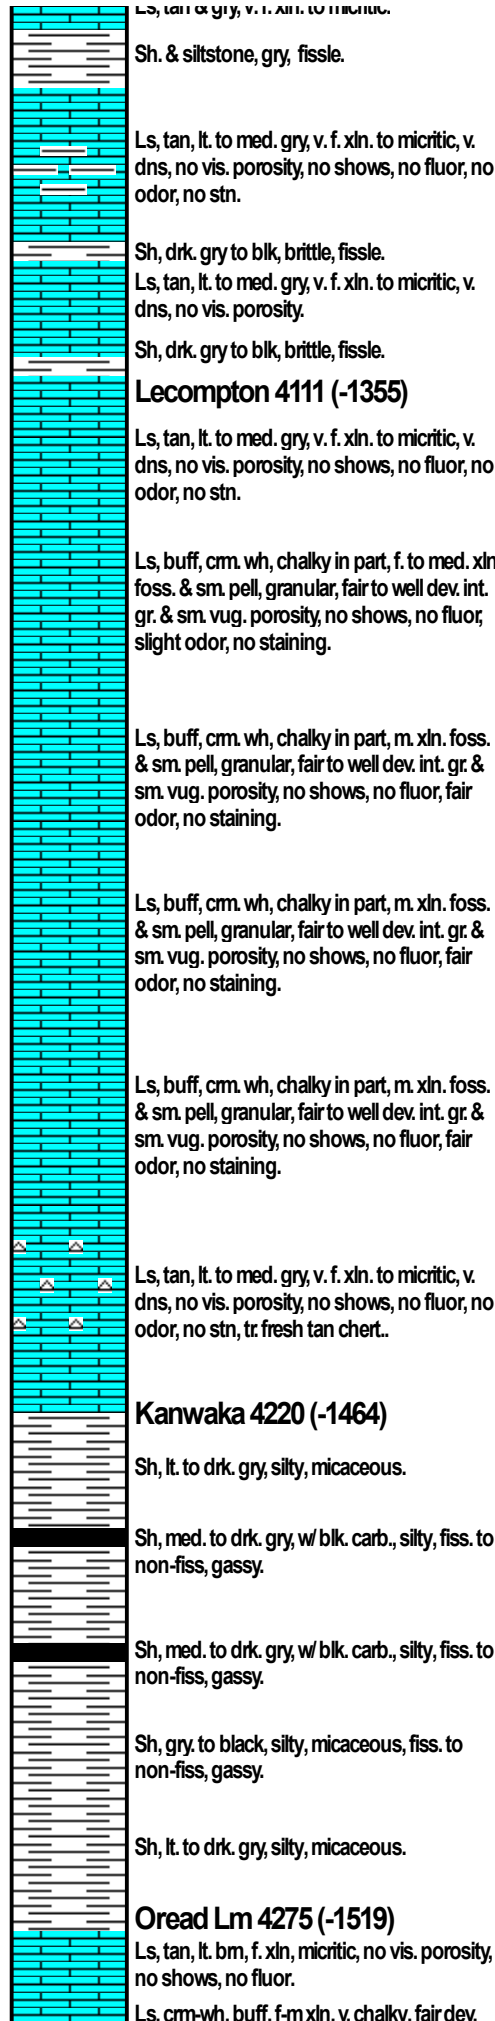 Ls, tan & gry, v. f. xln. to micritic.
Sh. & siltstone, gry, fissle.
Ls, tan, lt. to med. gry, v. f. xln. to micritic, v.
dns, no vis. porosity, no shows, no fluor, no
odor, no stn.
Sh, drk. gry to blk, brittle, fissle.
Ls, tan, lt. to med. gry, v. f. xln. to micritic, v.
dns, no vis. porosity.
Sh, drk. gry to blk, brittle, fissle.
Lecompton 4111 (-1355)
Ls, tan, lt. to med. gry, v. f. xln. to micritic, v.
dns, no vis. porosity, no shows, no fluor, no
odor, no stn.
Ls, buff, crm. wh, chalky in part, f. to med. xln
foss. & sm. pell, granular, fair to well dev. int.
gr. & sm. vug. porosity, no shows, no fluor,
slight odor, no staining.
Ls, buff, crm. wh, chalky in part, m. xln. foss.
& sm. pell, granular, fair to well dev. int. gr. &
sm. vug. porosity, no shows, no fluor, fair
odor, no staining.
Ls, buff, crm. wh, chalky in part, m. xln. foss.
& sm. pell, granular, fair to well dev. int. gr. &
sm. vug. porosity, no shows, no fluor, fair
odor, no staining.
Ls, buff, crm. wh, chalky in part, m. xln. foss.
& sm. pell, granular, fair to well dev. int. gr. &
sm. vug. porosity, no shows, no fluor, fair
odor, no staining.
Ls, tan, lt. to med. gry, v. f. xln. to micritic, v.
dns, no vis. porosity, no shows, no fluor, no
odor, no stn, tr. fresh tan chert..
Kanwaka 4220 (-1464)
Sh, lt. to drk. gry, silty, micaceous.
Sh, med. to drk. gry, w/ blk. carb., silty, fiss. to
non-fiss, gassy.
Sh, med. to drk. gry, w/ blk. carb., silty, fiss. to
non-fiss, gassy.
Sh, gry. to black, silty, micaceous, fiss. to
non-fiss, gassy.
Sh, lt. to drk. gry, silty, micaceous.
Oread Lm 4275 (-1519)
Ls, tan, lt. brn, f. xln, micritic, no vis. porosity,
no shows, no fluor.
Ls, crm-wh, buff, f-m xln, v. chalky, fair dev.